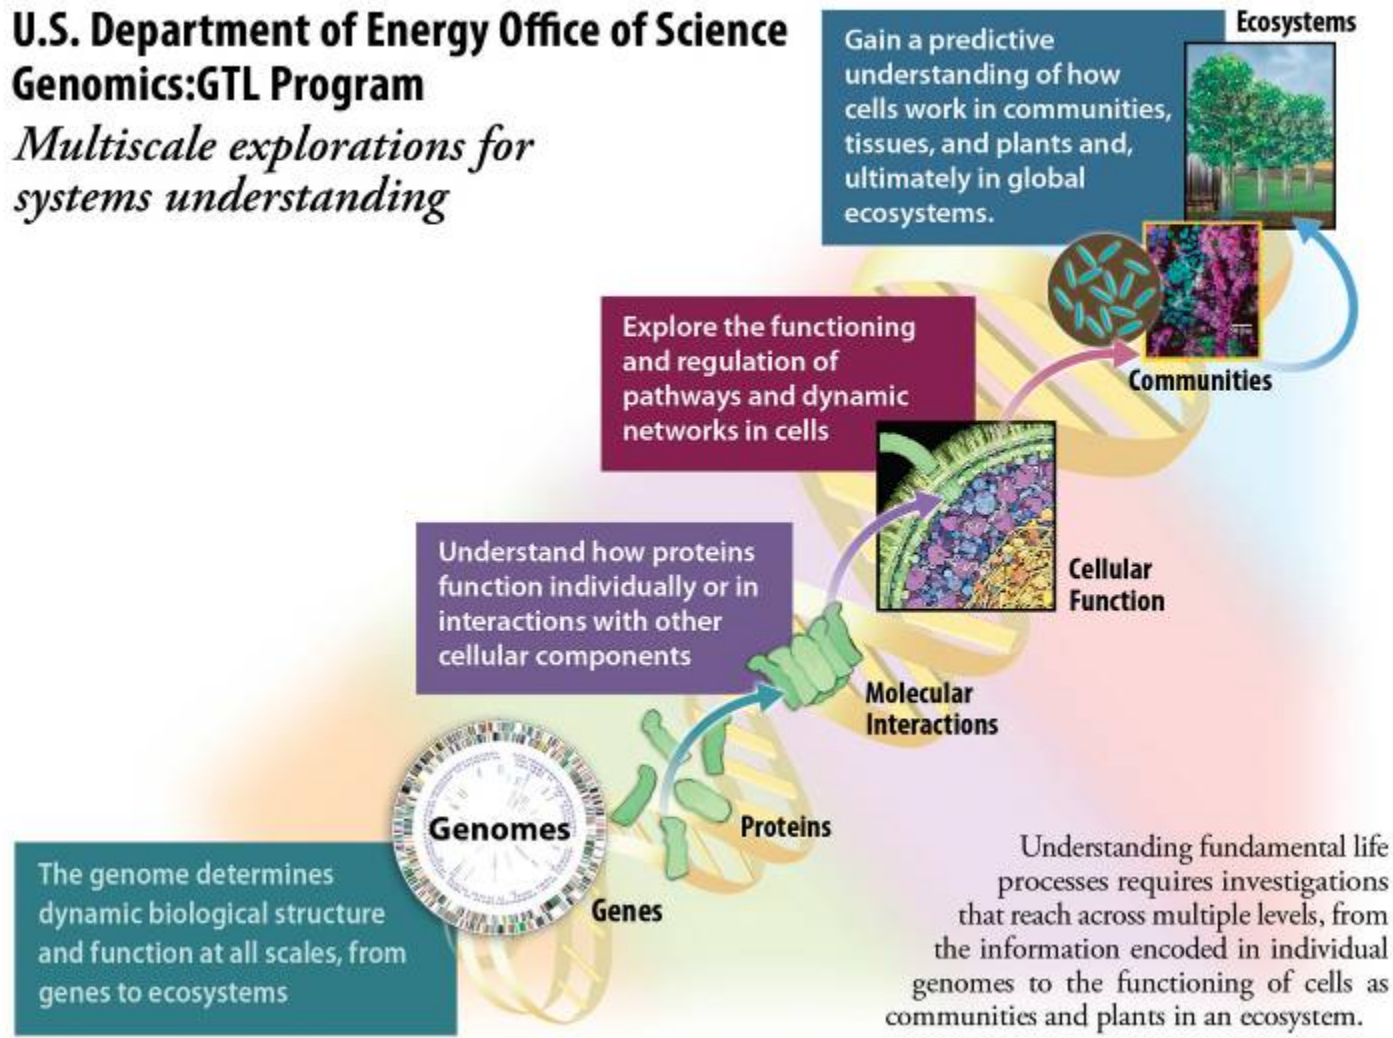 U.S. Department of Energy Office of Science
Genomics:GTL Program
Multiscale explorations for
systems understanding
Ecosystems
Gain a predictive
understanding of how
cells work in communities,
tissues, and plants and,
ultimately in global
ecosystems.
Communities
Explore the functioning
and regulation of
pathways and dynamic
networks in cells
Cellular
Function
Understand how proteins
function individually or in
interactions with other
cellular components
Molecular
Interactions
Proteins
Genomes
Genes
The genome determines
dynamic biological structure
and function at all scales, from
genes to ecosystems
Understanding fundamental life
processes requires investigations
that reach across multiple levels, from
the information encoded in individual
genomes to the functioning of cells as
communities and plants in an ecosystem.